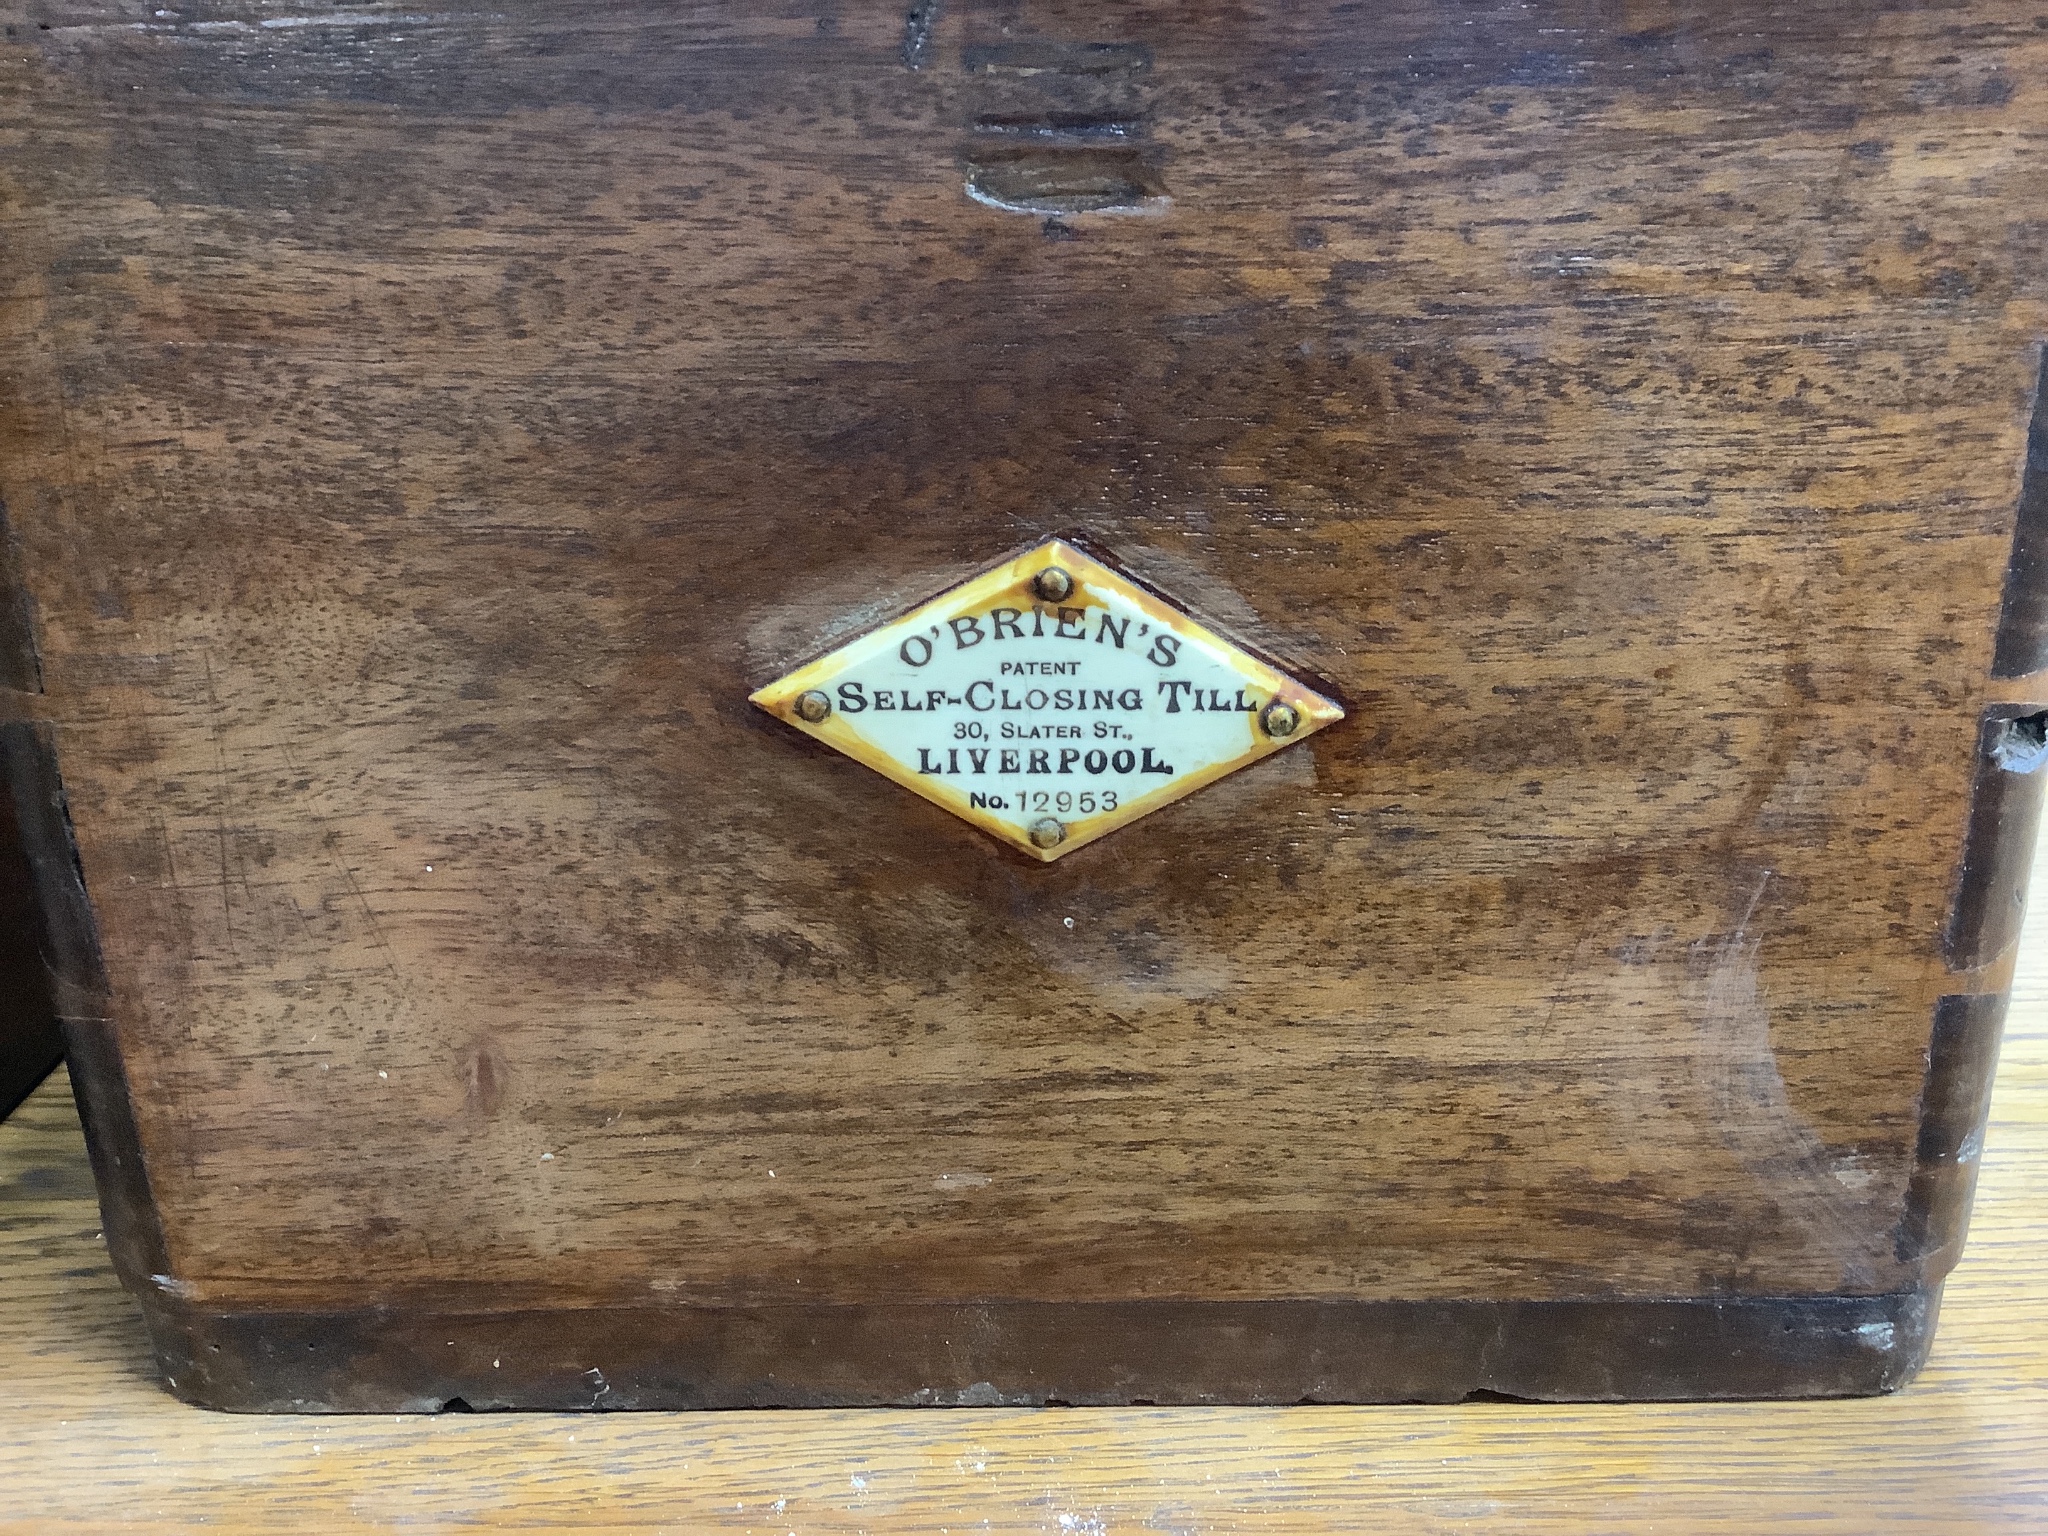 O'BRIEN'S
PATENT
SELF-CLOSING TILL
30, SLATER ST.,
LIVERPOOL.
No. 12953